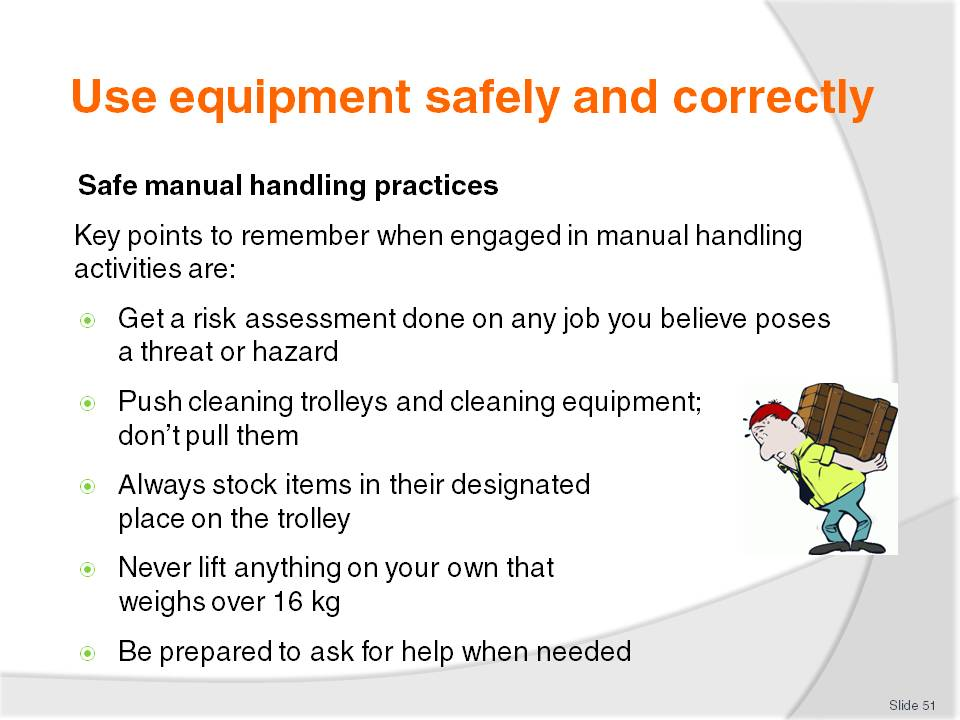 Use equipment safely and correctly
Safe manual handling practices
Key points to remember when engaged in manual handling
activities are:
Get a risk assessment done on any job you believe poses
a threat or hazard
Push cleaning trolleys and cleaning equipment;
don't pull them
Always stock items in their designated
place on the trolley
Never lift anything on your own that
weighs over 16 kg
Be prepared to ask for help when needed
Slide 51